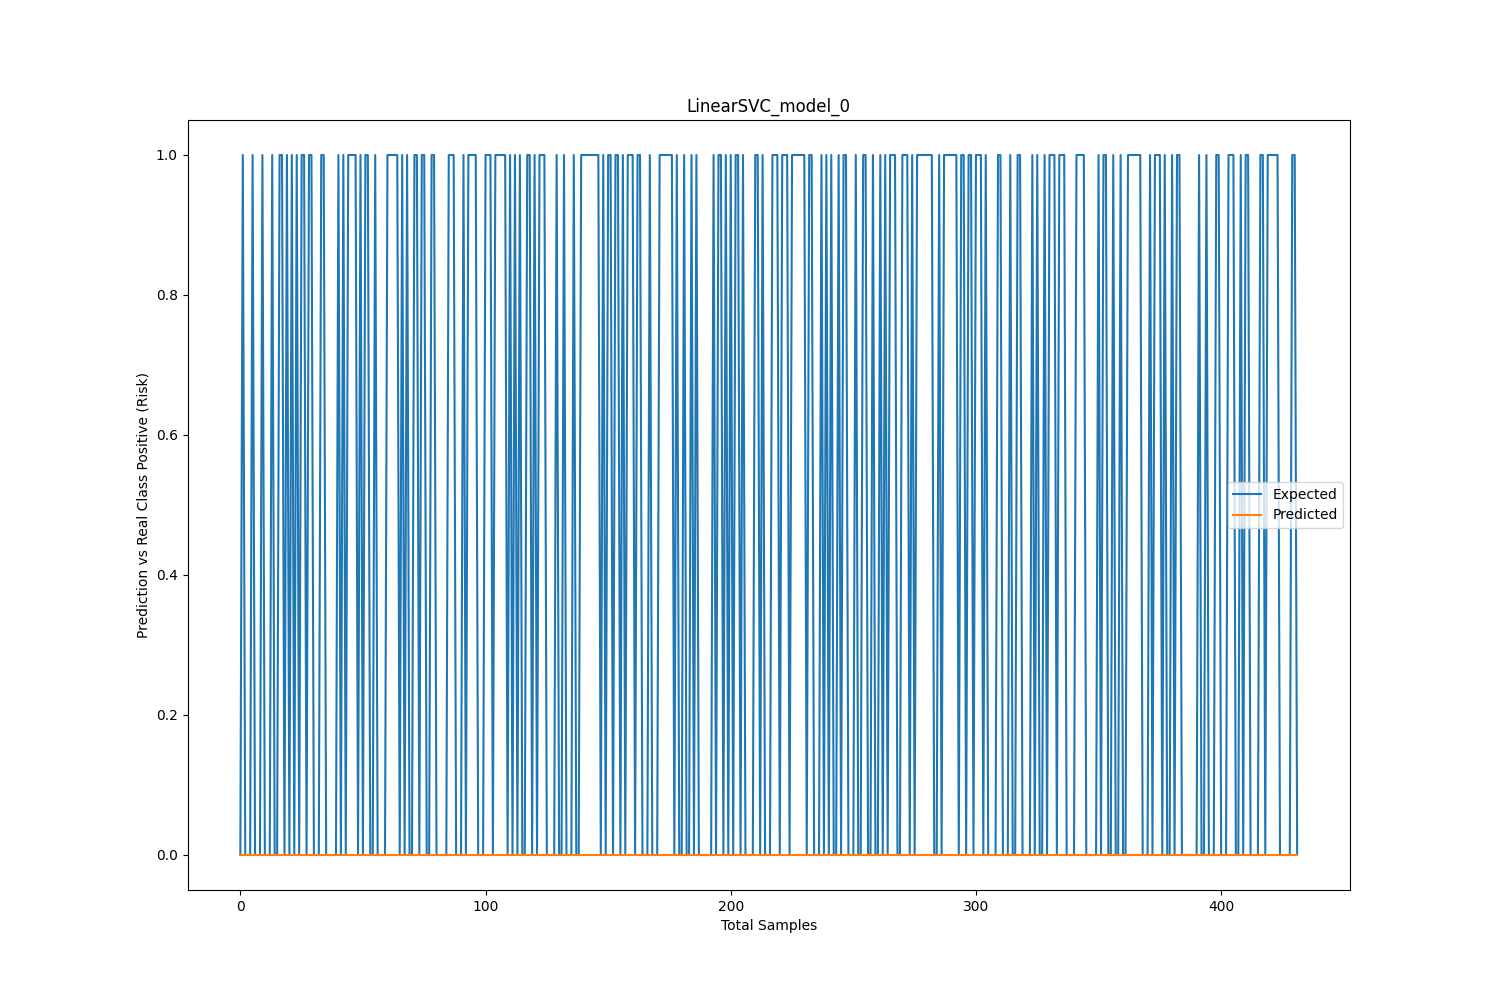 LinearSVC_model_0
1.0
0.8
0.6
0.4
0.2
0.0
Prediction vs Real Class Positive (Risk)
Expected
Predicted
0 100 200 300 400
Total Samples